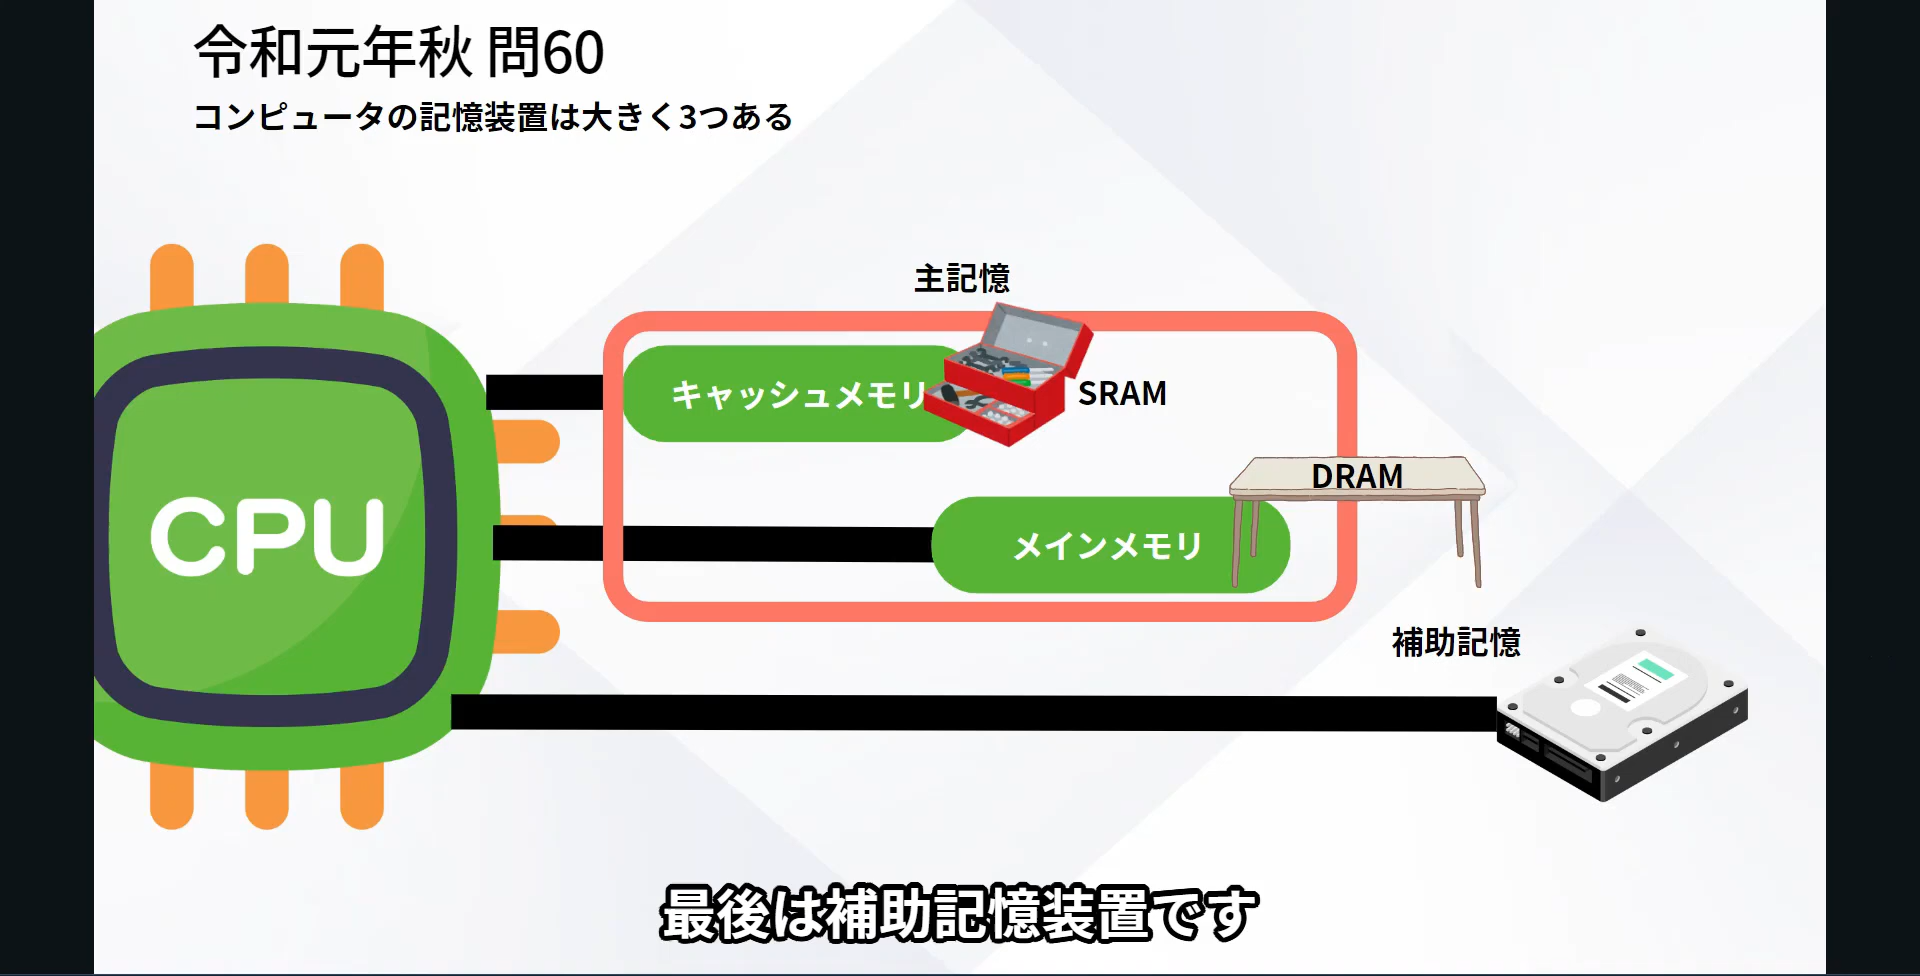 令和元年秋 問60
コンピュータの記憶装置は大きく3つある
主記憶
キャッシュメモリ
SRAM
DRAM
CPU
メインメモリ
補助記憶
最後は補助記憶装置です